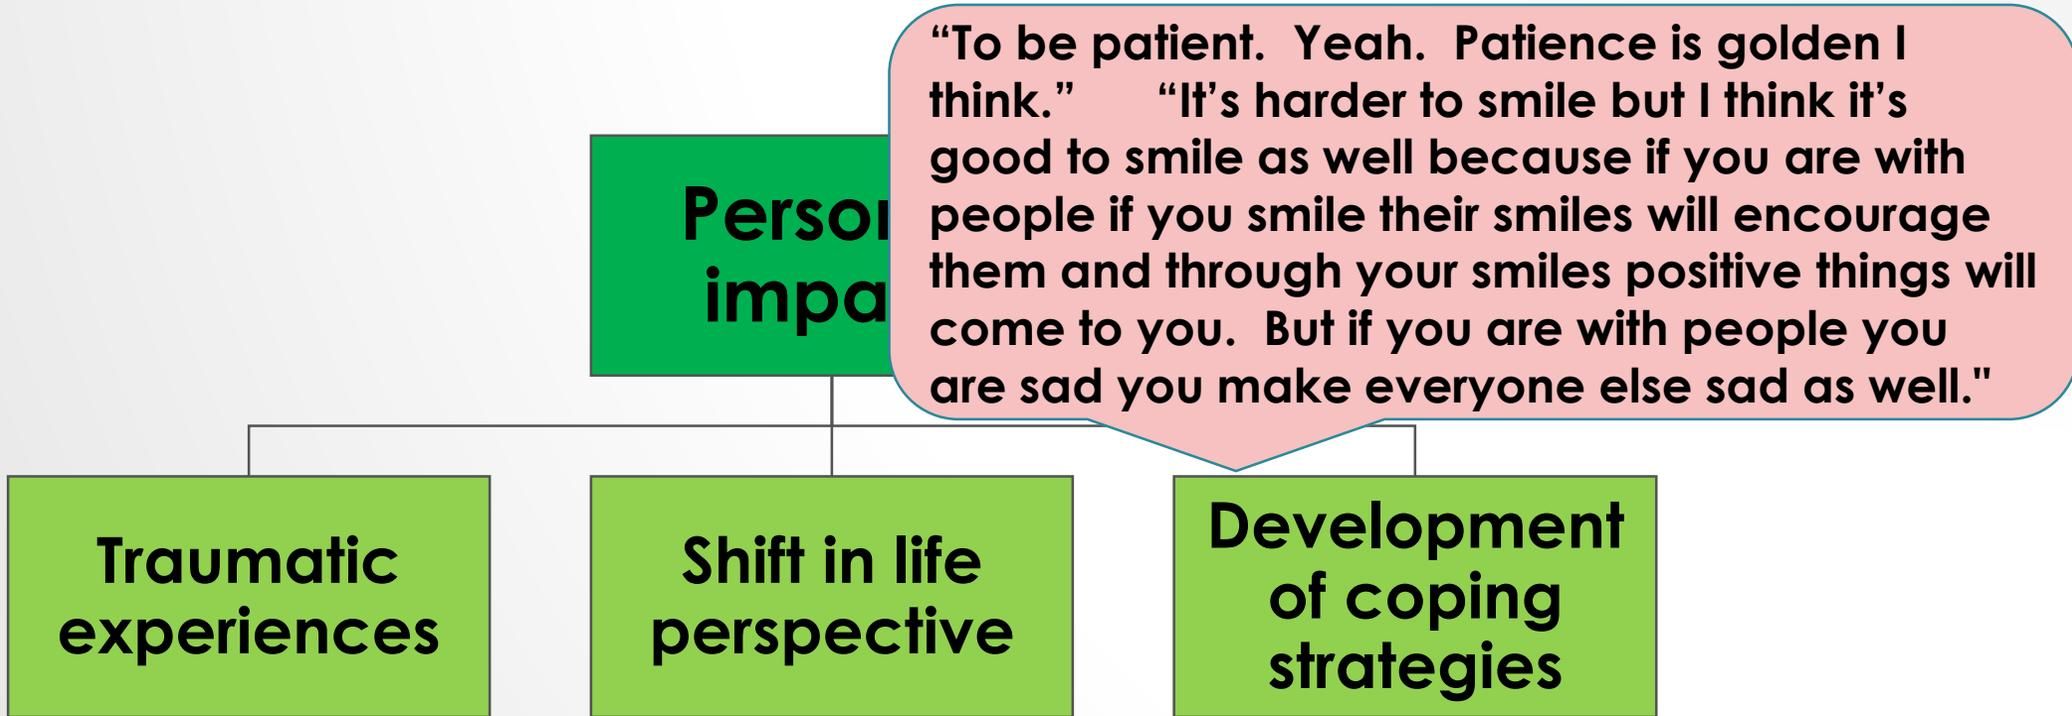 “To be patient.  Yeah.  Patience is golden I
think.”      “It’s harder to smile but I think it’s
good to smile as well because if you are with
people if you smile their smiles will encourage
them and through your smiles positive things will
come to you.  But if you are with people you
are sad you make everyone else sad as well."
Traumatic
experiences
Shift in life
perspective
Development
of coping
strategies